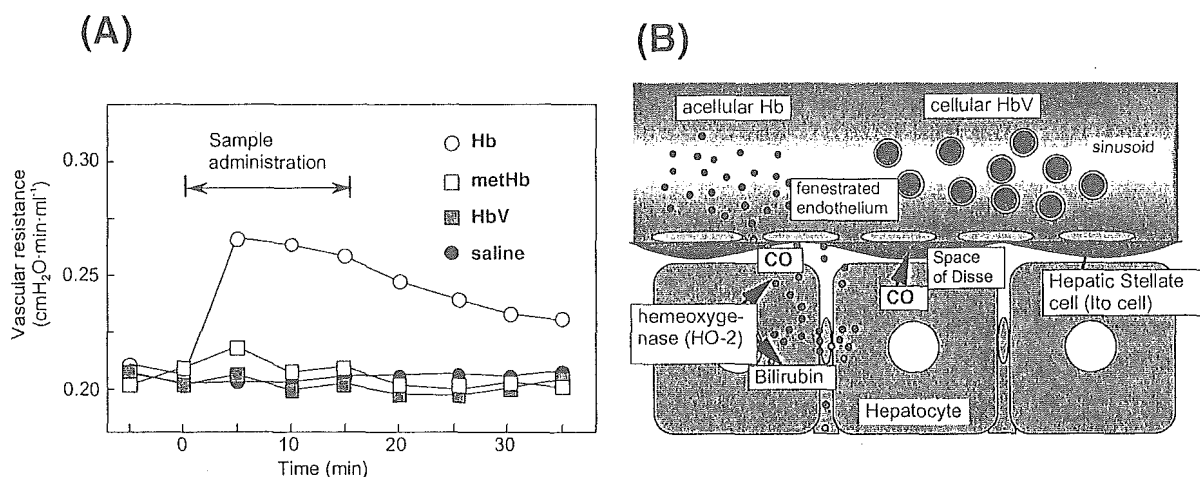 (A)
0.30
0.25
0.20
Vascular resistance
(cmH₂O·min·ml⁻¹)
Sample
administration
Hb
metHb
HbV
saline
0
10
20
30
Time (min)
(B)
acellular Hb
cellular HbV
sinusoid
fenestrated
endothelium
CO
Space
of Disse
CO
Hepatic Stellate
cell (Ito cell)
hemeoxyge-
nase (HO-2)
Bilirubin
Hepatocyte